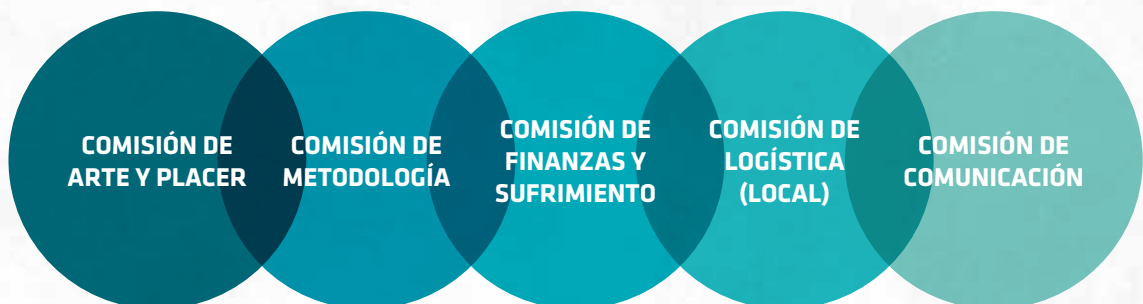 COMISIÓN DE
ARTE Y PLACER
COMISIÓN DE
METODOLOGÍA
COMISIÓN DE
FINANZAS Y
SUFRIMIENTO
COMISIÓN DE
LOGÍSTICA
(LOCAL)
COMISIÓN DE
COMUNICACIÓN